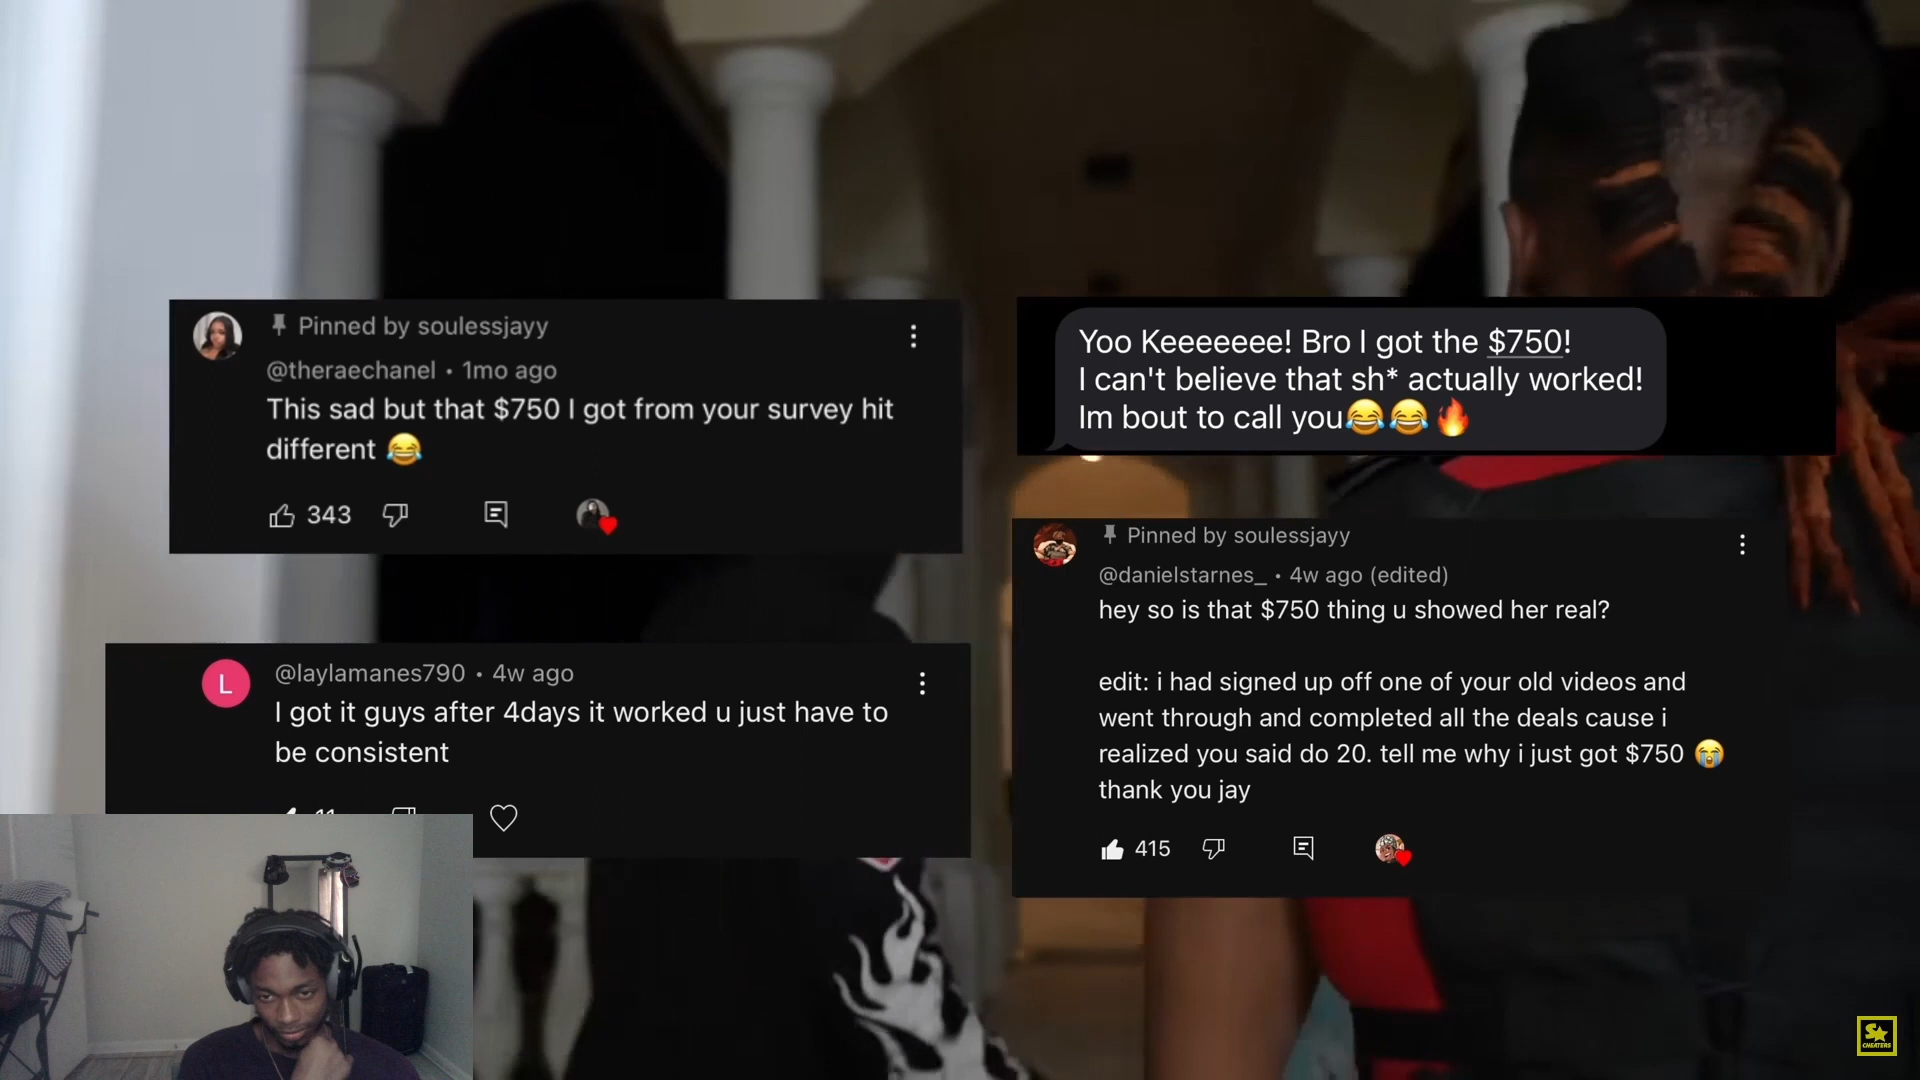 Pinned by soulessjayy
@theraechanel • 1mo ago
This sad but that $750 I got from your survey hit
different 😂
343
Yoo Keeeeeee! Bro I got the $750!
I can't believe that sh* actually worked!
Im bout to call you😂😂🔥
L
@laylamanes790 • 4w ago
I got it guys after 4days it worked u just have to
be consistent
11
Pinned by soulessjayy
@danielstarnes_ • 4w ago (edited)
hey so is that $750 thing u showed her real?
edit: i had signed up off one of your old videos and
went through and completed all the deals cause i
realized you said do 20. tell me why i just got $750 😭
thank you jay
415
CHEATERS